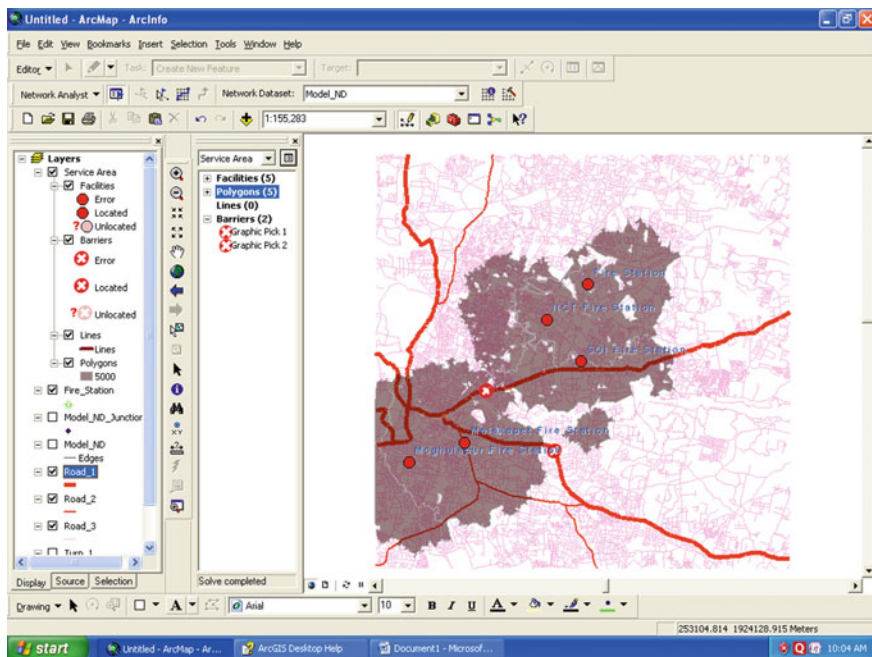 Untitled - ArcMap - ArcInfo
File Edit View Bookmarks Insert Selection Tools Window Help
Editor Task: Create New Feature Target:
Network Analyst Network Dataset: Model_ND
1:155,283
Layers
Service Area
Facilities
Error
Located
Unlocated
Barriers
Error
Located
Unlocated
Lines
Lines
Polygons
5000
Fire_Station
Model_ND_Junction
Model_ND
Edges
Road_1
Road_2
Road_3
Turn_1
Display Source Selection
Service Area
Facilities (5)
Polygons (5)
Lines (0)
Barriers (2)
Graphic Pick 1
Graphic Pick 2
Solve completed
Fire Station
Fire Station
Fire Station
Fire Station
Moghulapur Fire Station
Drawing A Arial 10 B I U A
253104.814 1924128.915 Meters
start Untitled - ArcMap - Ar... ArcGIS Desktop Help Document1 - Microsof... 10:04 AM